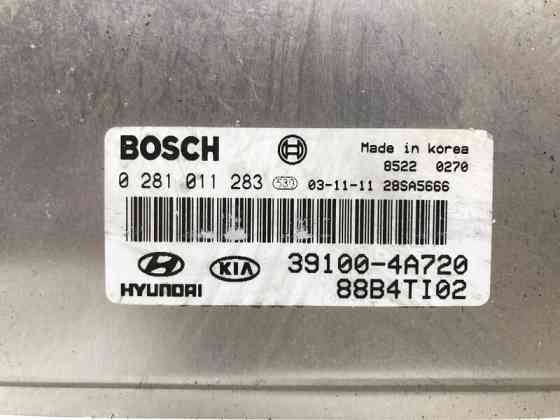 BOSCH Made in korea
8522 0270
0 281 011 283 539 03-11-11 28SA5666
HYUNDAI KIA 39100-4A720
88B4TI02